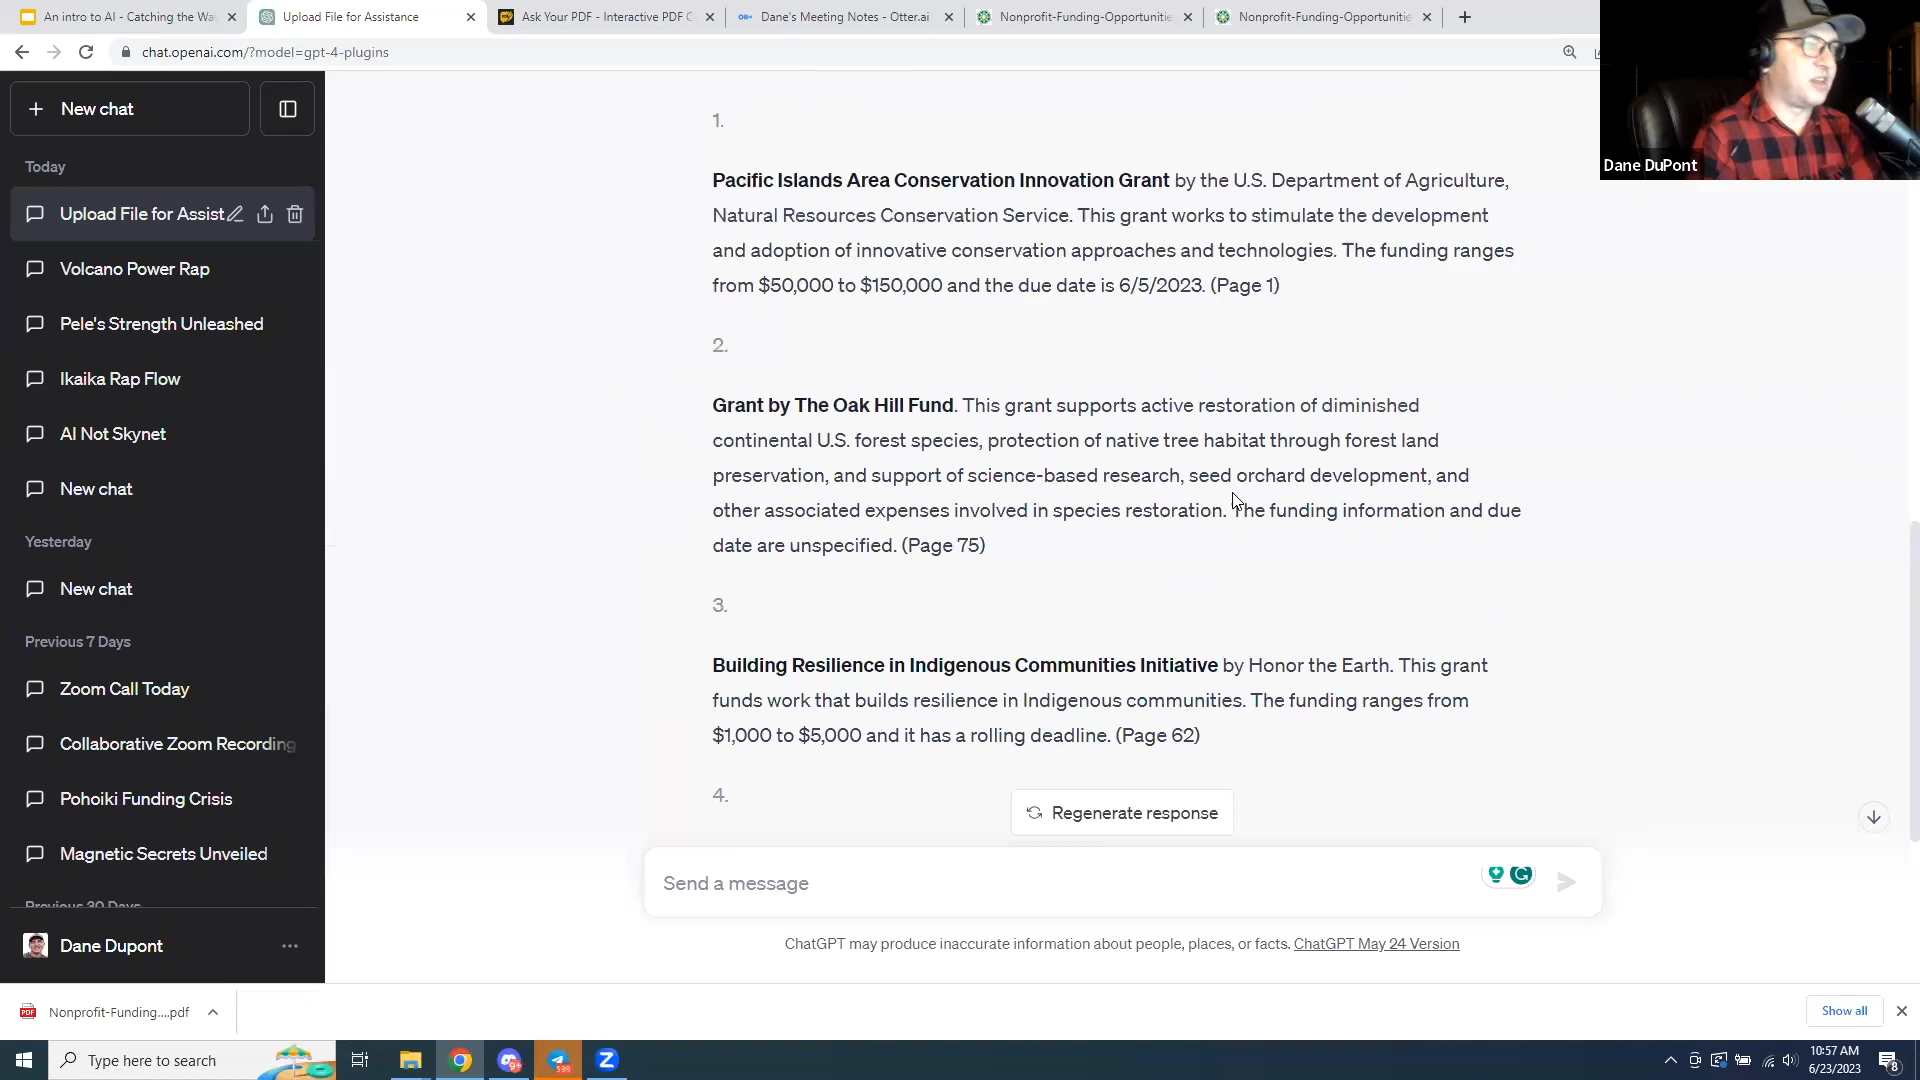 An intro to AI - Catching the Wa
Upload File for Assistance
Ask Your PDF - Interactive PDF C
Dane's Meeting Notes - Otter.ai
Nonprofit-Funding-Opportunitie
Nonprofit-Funding-Opportunitie
chat.openai.com/?model=gpt-4-plugins
Dane DuPont
New chat
Today
Upload File for Assist
Volcano Power Rap
Pele's Strength Unleashed
Ikaika Rap Flow
AI Not Skynet
New chat
Yesterday
New chat
Previous 7 Days
Zoom Call Today
Collaborative Zoom Recording
Pohoiki Funding Crisis
Magnetic Secrets Unveiled
Previous 30 Days
Dane Dupont
1.
Pacific Islands Area Conservation Innovation Grant by the U.S. Department of Agriculture,
Natural Resources Conservation Service. This grant works to stimulate the development
and adoption of innovative conservation approaches and technologies. The funding ranges
from $50,000 to $150,000 and the due date is 6/5/2023. (Page 1)
2.
Grant by The Oak Hill Fund. This grant supports active restoration of diminished
continental U.S. forest species, protection of native tree habitat through forest land
preservation, and support of science-based research, seed orchard development, and
other associated expenses involved in species restoration. The funding information and due
date are unspecified. (Page 75)
3.
Building Resilience in Indigenous Communities Initiative by Honor the Earth. This grant
funds work that builds resilience in Indigenous communities. The funding ranges from
$1,000 to $5,000 and it has a rolling deadline. (Page 62)
4.
Regenerate response
Send a message
ChatGPT may produce inaccurate information about people, places, or facts. ChatGPT May 24 Version
Nonprofit-Funding....pdf
Show all
Type here to search
10:57 AM
6/23/2023
8